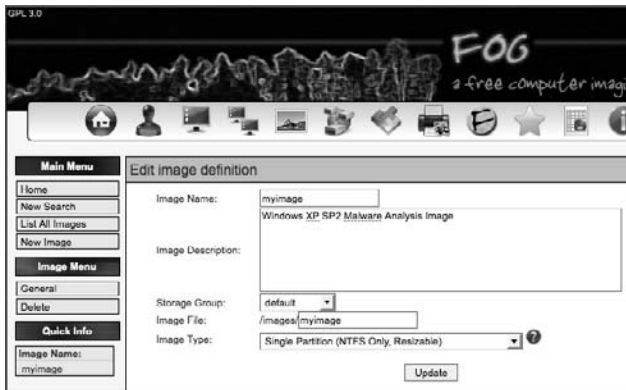 GPL 3.0
FOG
a free computer imagi
Main Menu
Home
New Search
List All Images
New Image
Image Menu
General
Delete
Quick Info
Image Name:
myimage
Edit image definition
Image Name: myimage
Image Description: Windows XP SP2 Malware Analysis Image
Storage Group: default
Image File: /images/ myimage
Image Type: Single Partition (NTFS Only, Resizable)
Update